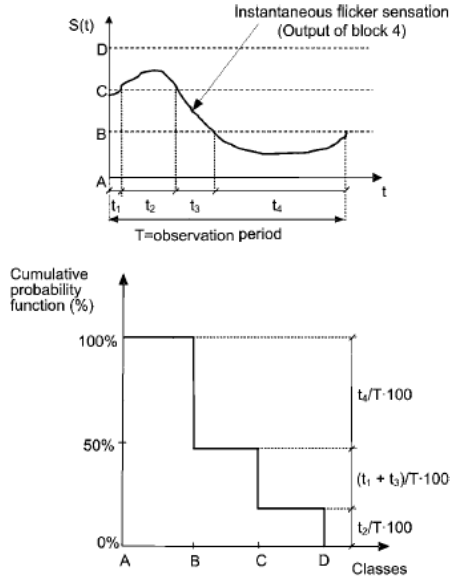 Instantaneous flicker sensation
(Output of block 4)
S(t)
D
C
B
A
t
t₁ t₂ t₃ t₄
T=observation period
Cumulative
probability
function (%)
100%
50%
0%
t₄/T·100
(t₁ + t₃)/T·100
t₂/T·100
A B C D
Classes